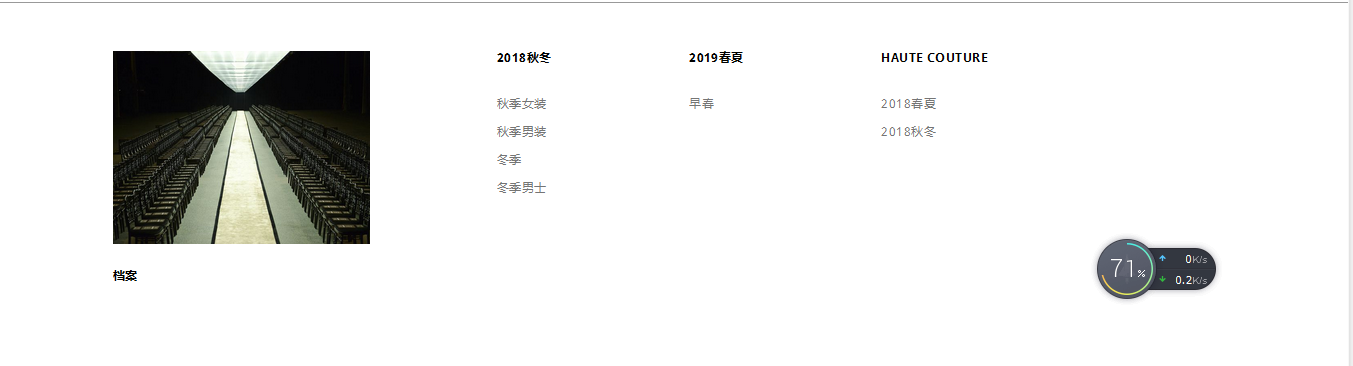 2018秋冬
秋季女装
秋季男装
冬季
冬季男士
2019春夏
早春
HAUTE COUTURE
2018春夏
2018秋冬
档案
71%
0K/s
0.2K/s